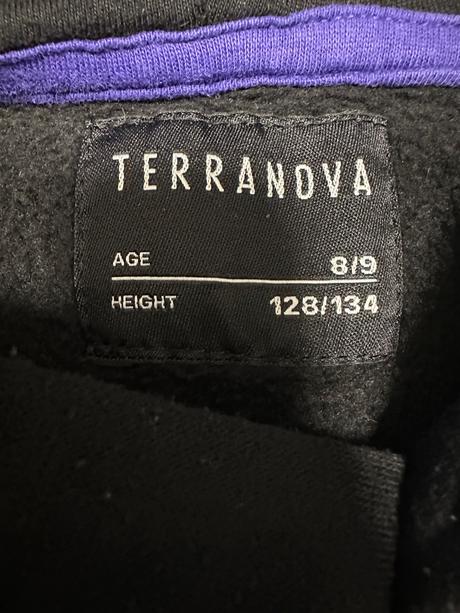 TERRANOVA
AGE 8/9
HEIGHT 128/134